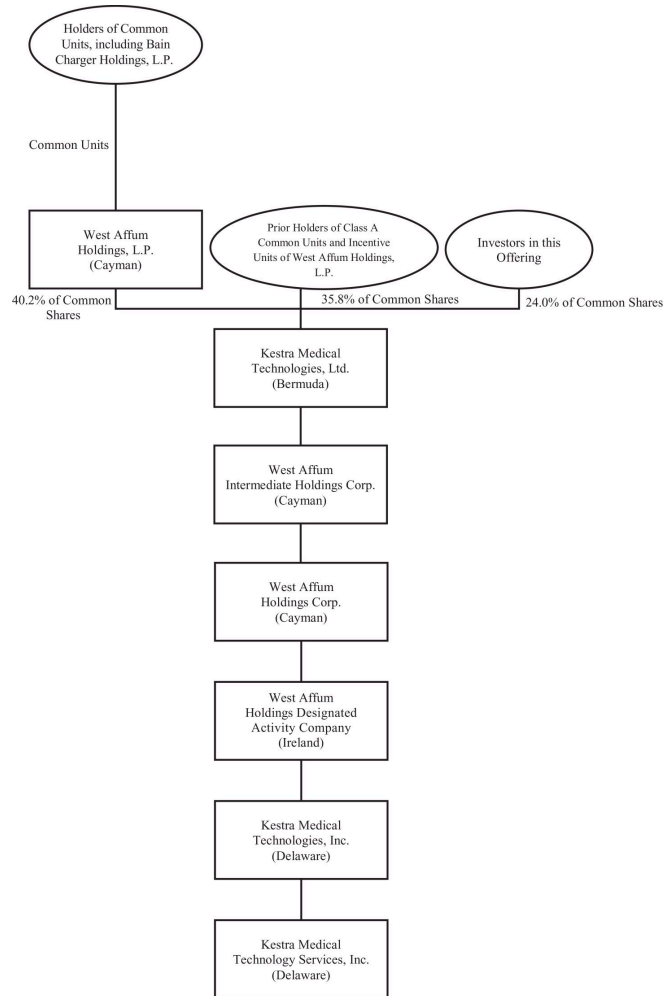 Holders of Common
Units, including Bain
Charger Holdings, L.P.
Common Units
West Affum
Holdings, L.P.
(Cayman)
Prior Holders of Class A
Common Units and Incentive
Units of West Affum Holdings,
L.P.
Investors in this
Offering
40.2% of Common
Shares
35.8% of Common Shares
24.0% of Common Shares
Kestra Medical
Technologies, Ltd.
(Bermuda)
West Affum
Intermediate Holdings Corp.
(Cayman)
West Affum
Holdings Corp.
(Cayman)
West Affum
Holdings Designated
Activity Company
(Ireland)
Kestra Medical
Technologies, Inc.
(Delaware)
Kestra Medical
Technology Services, Inc.
(Delaware)